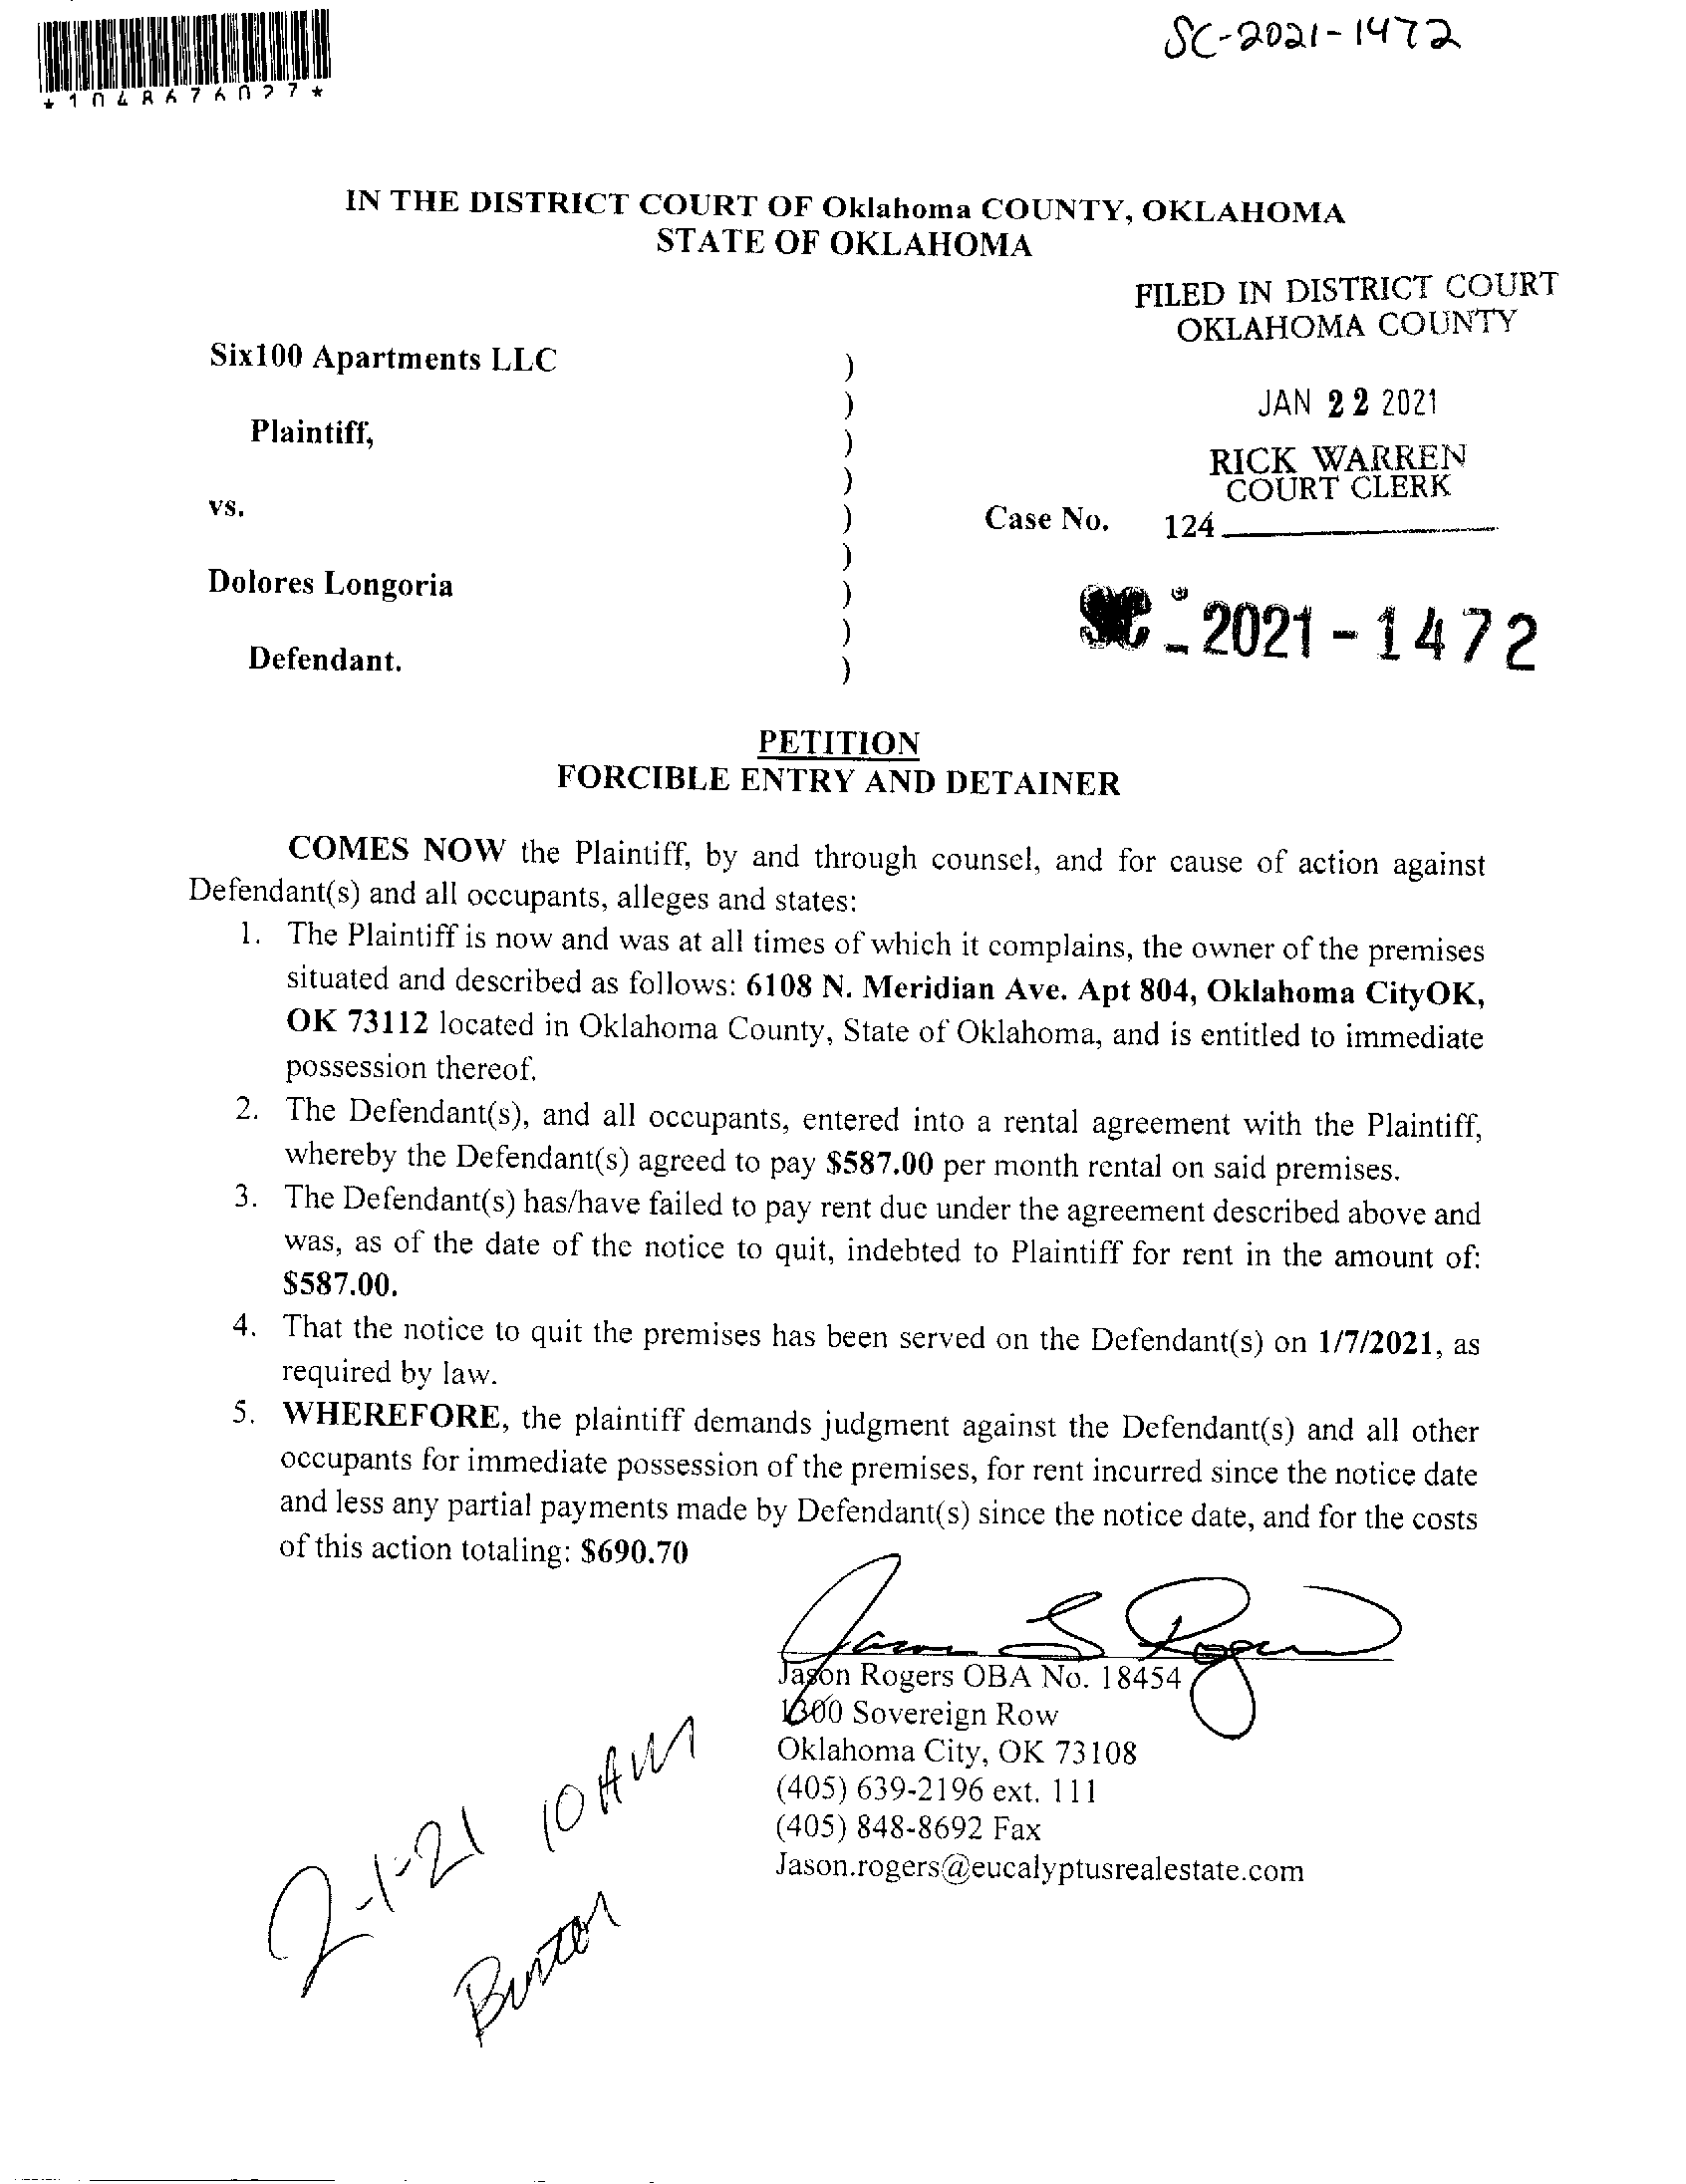 SC-2021-1472
*1048676027*
IN THE DISTRICT COURT OF Oklahoma COUNTY, OKLAHOMA
STATE OF OKLAHOMA
FILED IN DISTRICT COURT
OKLAHOMA COUNTY
Six100 Apartments LLC )
)
JAN 22 2021
Plaintiff, )
RICK WARREN
COURT CLERK
)
vs. ) Case No. 124
)
Dolores Longoria )
SC-2021-1472
)
Defendant. )
PETITION
FORCIBLE ENTRY AND DETAINER
COMES NOW the Plaintiff, by and through counsel, and for cause of action against
Defendant(s) and all occupants, alleges and states:
1. The Plaintiff is now and was at all times of which it complains, the owner of the premises
situated and described as follows: 6108 N. Meridian Ave. Apt 804, Oklahoma CityOK,
OK 73112 located in Oklahoma County, State of Oklahoma, and is entitled to immediate
possession thereof.
2. The Defendant(s), and all occupants, entered into a rental agreement with the Plaintiff,
whereby the Defendant(s) agreed to pay $587.00 per month rental on said premises.
3. The Defendant(s) has/have failed to pay rent due under the agreement described above and
was, as of the date of the notice to quit, indebted to Plaintiff for rent in the amount of:
$587.00.
4. That the notice to quit the premises has been served on the Defendant(s) on 1/7/2021, as
required by law.
5. WHEREFORE, the plaintiff demands judgment against the Defendant(s) and all other
occupants for immediate possession of the premises, for rent incurred since the notice date
and less any partial payments made by Defendant(s) since the notice date, and for the costs
of this action totaling: $690.70
Jason Rogers OBA No. 18454
1300 Sovereign Row
Oklahoma City, OK 73108
(405) 639-2196 ext. 111
(405) 848-8692 Fax
Jason.rogers@eucalyptusrealestate.com
2-1-21 10 AM